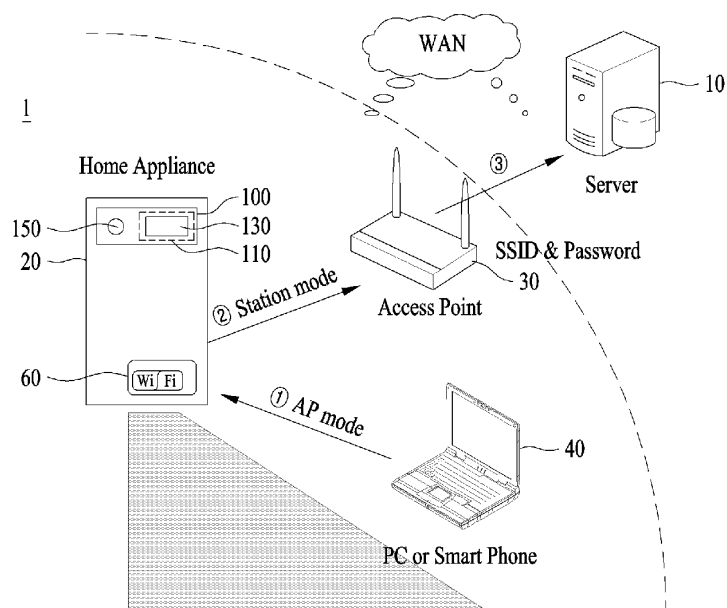 WAN
10
1
Home Appliance
③
100
Server
150
130
SSID & Password
20
110
30
② Station mode
Access Point
60
Wi Fi
① AP mode
40
PC or Smart Phone